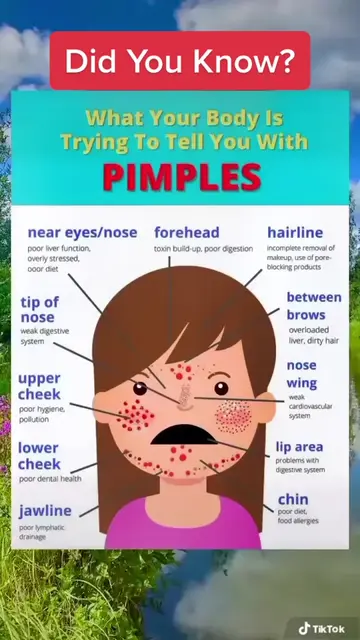 Did You Know?
What Your Body Is
Trying To Tell You With
PIMPLES
near eyes/nose
poor liver function,
overly stressed,
ooor diet
forehead
toxin build-up, poor digestion
hairline
incomplete removal of
makeup, use of pore-
blocking products
tip of
nose
weak digestive
system
between
brows
overloaded
liver, dirty hair
upper
cheek
poor hygiene,
pollution
nose
wing
weak
cardiovascular
system
lower
cheek
poor dental health
lip area
problems with
digestive system
jawline
poor lymphatic
drainage
chin
poor diet,
food allergies
TikTok